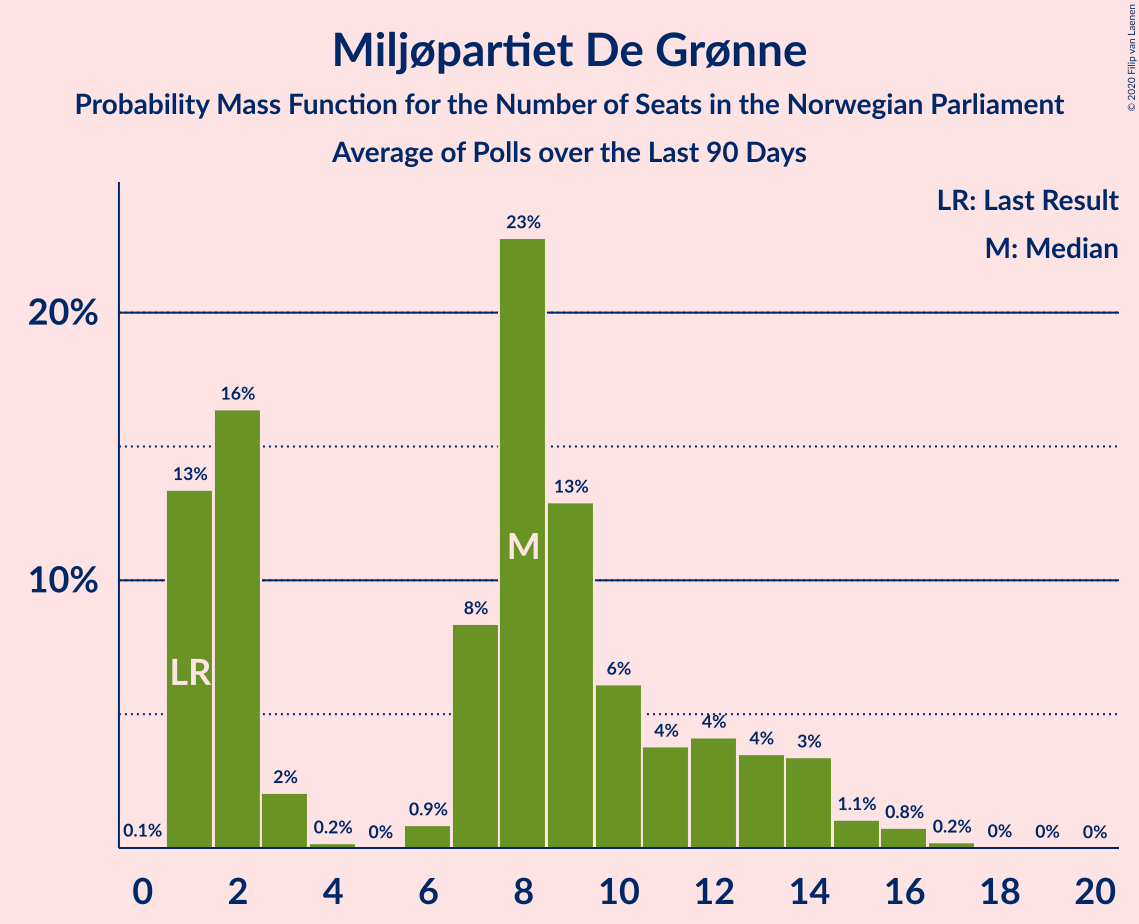 Miljøpartiet De Grønne
Probability Mass Function for the Number of Seats in the Norwegian Parliament
Average of Polls over the Last 90 Days
© 2020 Filip van Laenen
LR: Last Result
M: Median
20%
10%
0.1%
13%
16%
2%
0.2%
0%
0.9%
8%
23%
13%
6%
4%
4%
4%
3%
1.1%
0.8%
0.2%
0%
0%
0%
LR
M
0 2 4 6 8 10 12 14 16 18 20